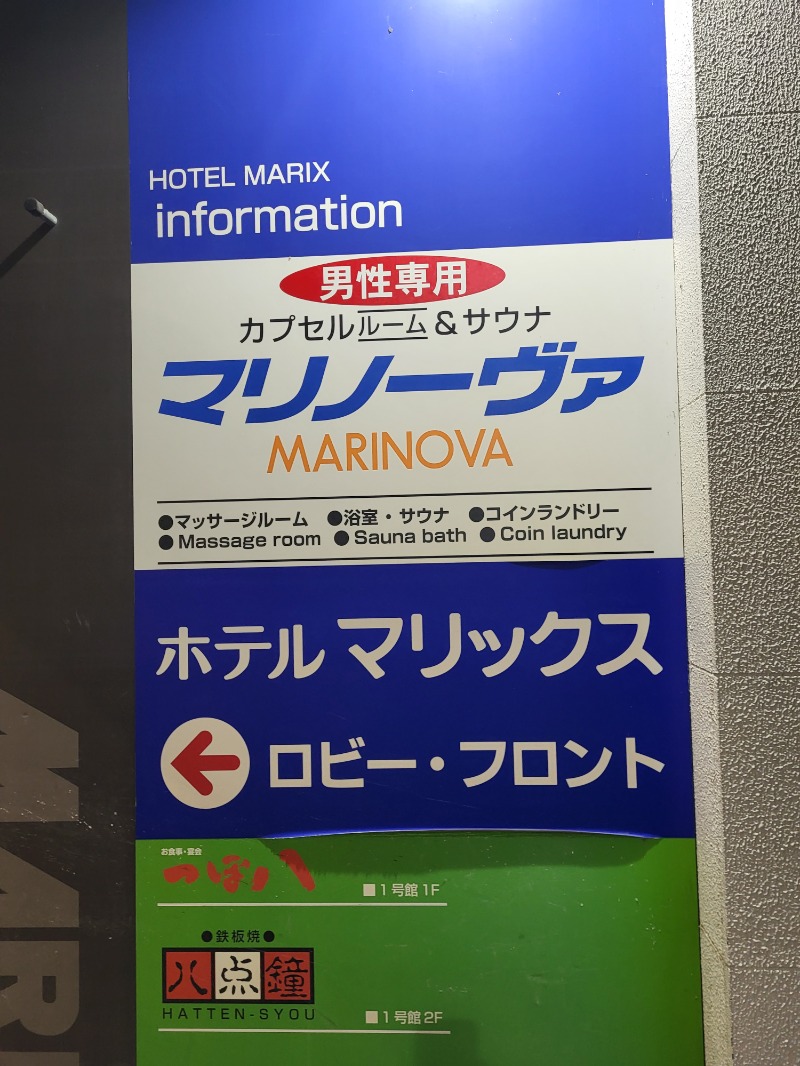 HOTEL MARIX
information
男性専用
カプセルルーム&サウナ
マリノーヴァ
MARINOVA
●マッサージルーム ●浴室・サウナ ●コインランドリー
●Massage room ●Sauna bath ●Coin laundry
ホテルマリックス
← ロビー・フロント
お食事・宴会
つぼ八
■1号館1F
●鉄板焼●
八点鐘
HATTEN-SYOU
■1号館2F